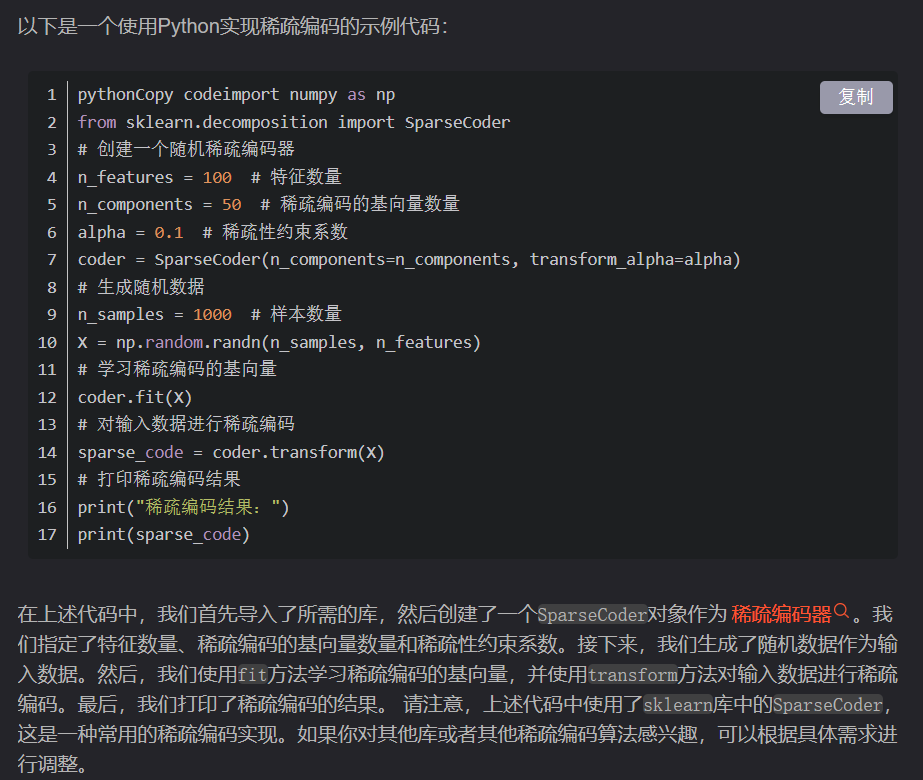 以下是一个使用Python实现稀疏编码的示例代码：
复制
1 pythonCopy codeimport numpy as np
2 from sklearn.decomposition import SparseCoder
3 # 创建一个随机稀疏编码器
4 n_features = 100  # 特征数量
5 n_components = 50  # 稀疏编码的基向量数量
6 alpha = 0.1  # 稀疏性约束系数
7 coder = SparseCoder(n_components=n_components, transform_alpha=alpha)
8 # 生成随机数据
9 n_samples = 1000  # 样本数量
10 X = np.random.randn(n_samples, n_features)
11 # 学习稀疏编码的基向量
12 coder.fit(X)
13 # 对输入数据进行稀疏编码
14 sparse_code = coder.transform(X)
15 # 打印稀疏编码结果
16 print("稀疏编码结果：")
17 print(sparse_code)
在上述代码中，我们首先导入了所需的库，然后创建了一个SparseCoder对象作为 稀疏编码器 。我
们指定了特征数量、稀疏编码的基向量数量和稀疏性约束系数。接下来，我们生成了随机数据作为输
入数据。然后，我们使用fit方法学习稀疏编码的基向量，并使用transform方法对输入数据进行稀疏
编码。最后，我们打印了稀疏编码的结果。 请注意，上述代码中使用了sklearn库中的SparseCoder，
这是一种常用的稀疏编码实现。如果你对其他库或者其他稀疏编码算法感兴趣，可以根据具体需求进
行调整。